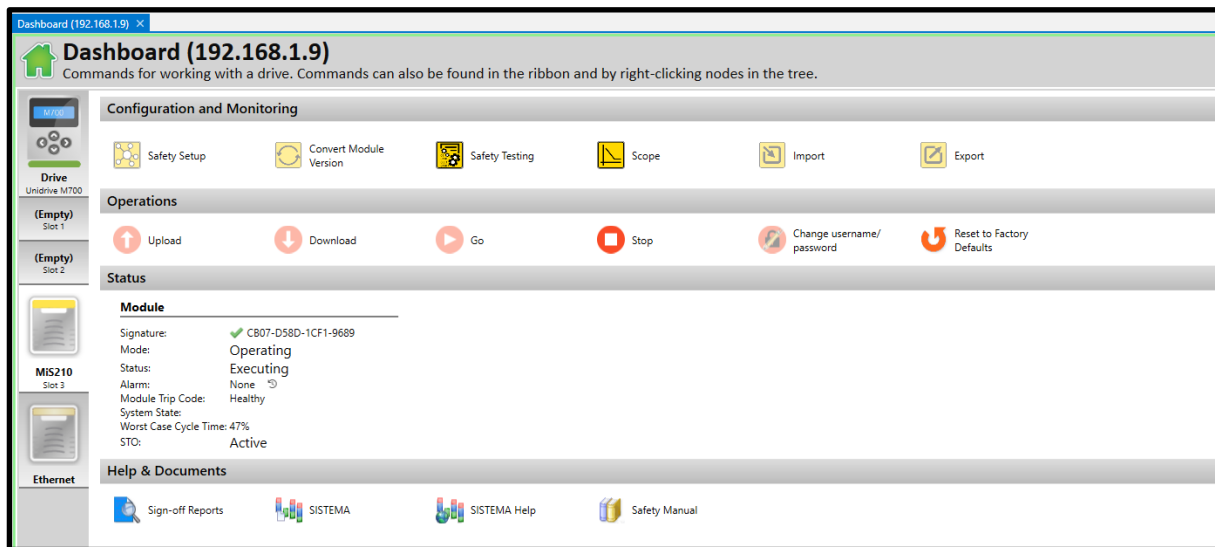 Dashboard (192.168.1.9) ×
Dashboard (192.168.1.9)
Commands for working with a drive. Commands can also be found in the ribbon and by right-clicking nodes in the tree.
M700
Drive
Unidrive M700
(Empty)
Slot 1
(Empty)
Slot 2
MiS210
Slot 3
Ethernet
Configuration and Monitoring
Safety Setup
Convert Module
Version
Safety Testing
Scope
Import
Export
Operations
Upload
Download
Go
Stop
Change username/
password
Reset to Factory
Defaults
Status
Module
Signature: CB07-D58D-1CF1-9689
Mode: Operating
Status: Executing
Alarm: None
Module Trip Code: Healthy
System State:
Worst Case Cycle Time: 47%
STO: Active
Help & Documents
Sign-off Reports
SISTEMA
SISTEMA Help
Safety Manual